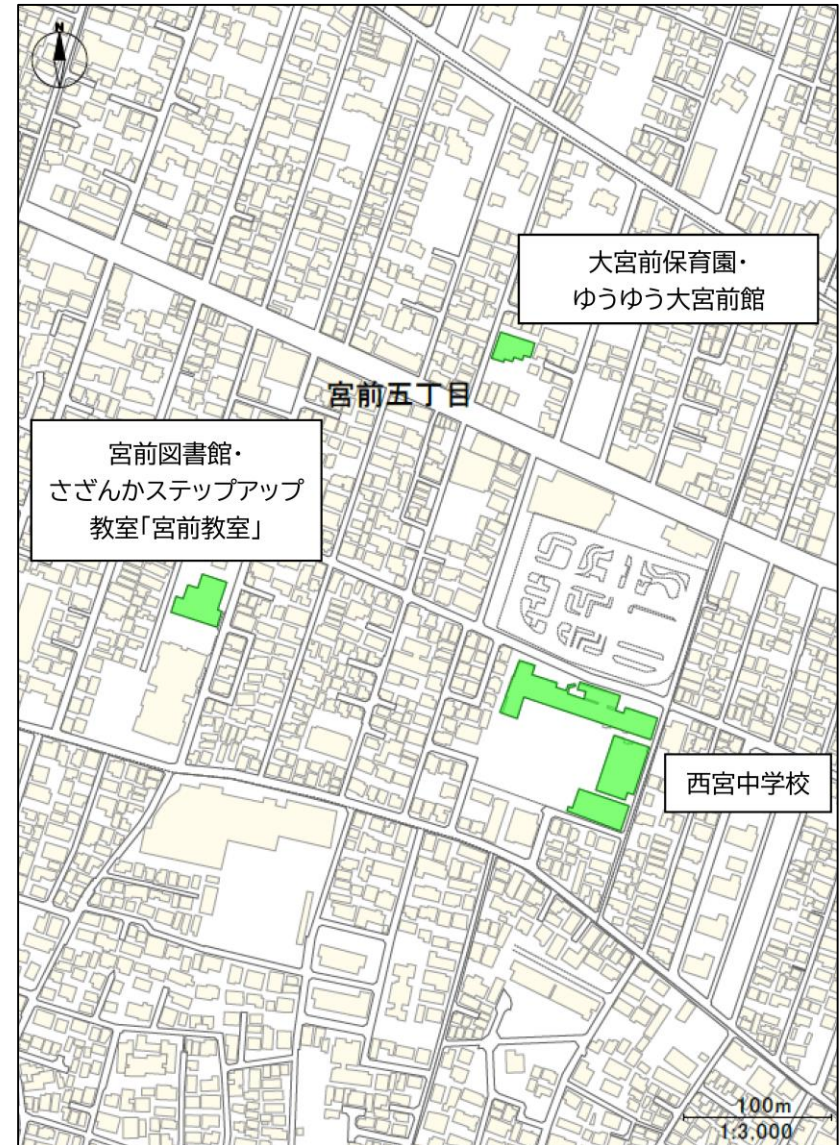 N
大宮前保育園・
ゆうゆう大宮前館
宮前五丁目
宮前図書館・
さざんかステップアップ
教室「宮前教室」
西宮中学校
100m
1:3,000